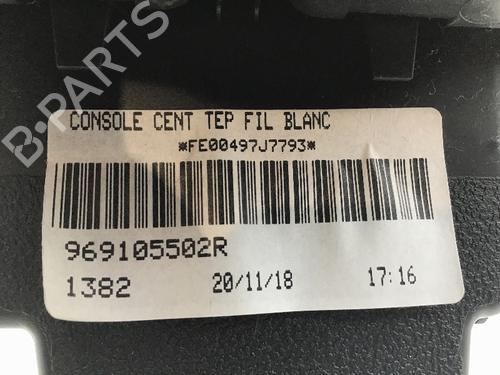 CONSOLE CENT TEP FIL BLANC
*FE00497J7793*
969105502R
1382 20/11/18 17:16
B-PARTS